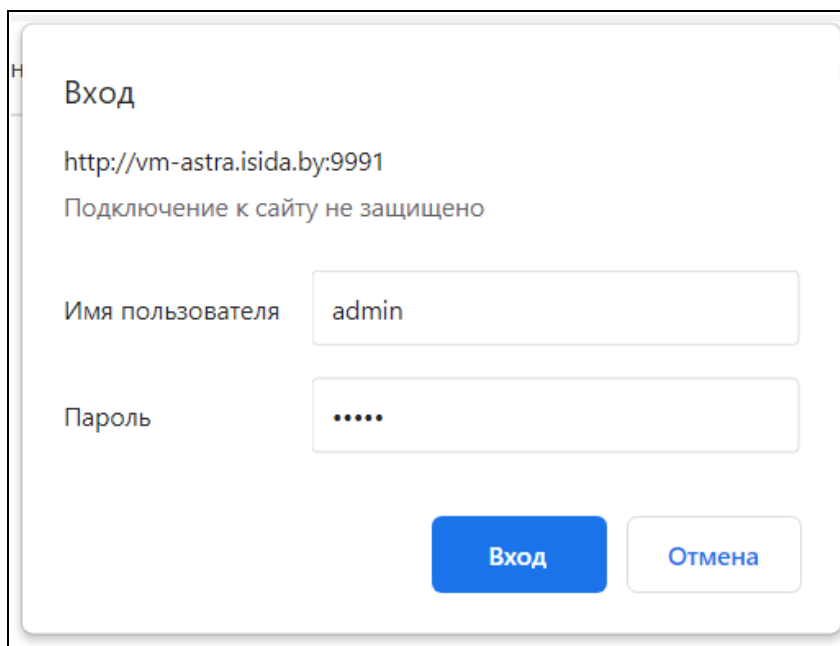 н
Вход
http://vm-astra.isida.by:9991
Подключение к сайту не защищено
Имя пользователя admin
Пароль •••••
Вход Отмена